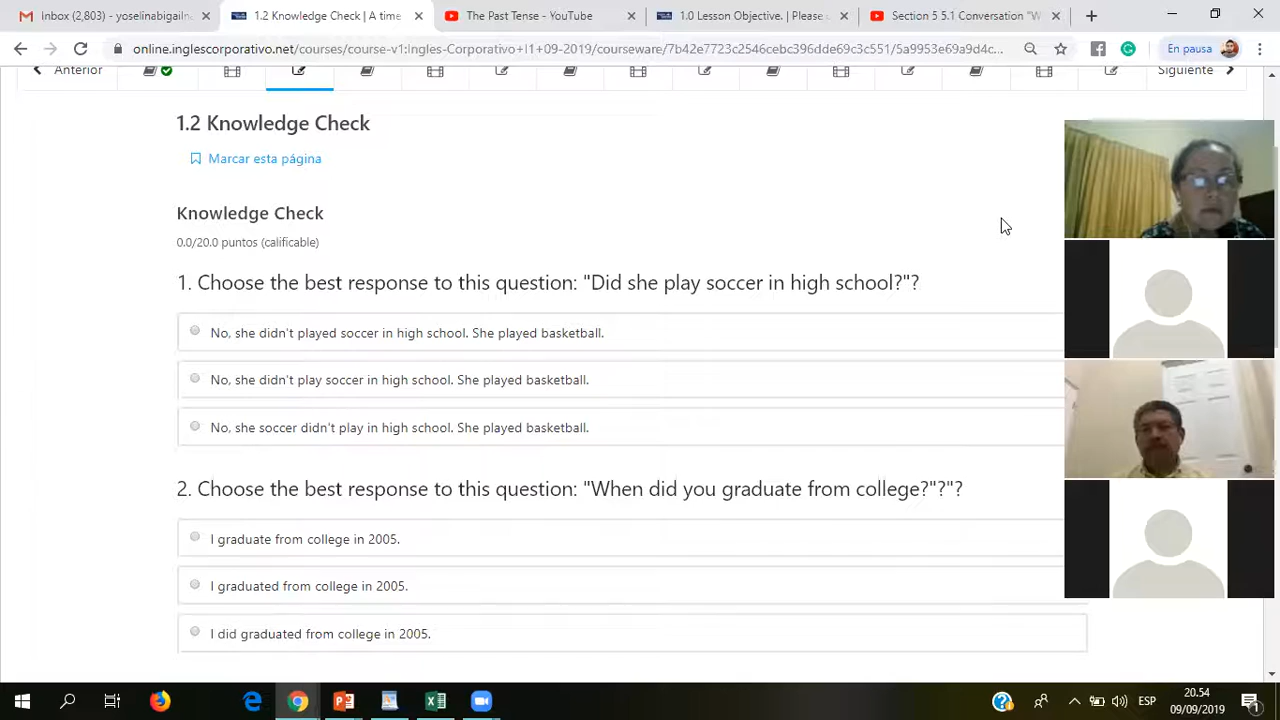 Inbox (2,803) - yoselinabigailn
1.2 Knowledge Check | A time
The Past Tense - YouTube
1.0 Lesson Objective. | Please s
Section 5 5.1 Conversation "W
online.inglescorporativo.net/courses/course-v1:Ingles-Corporativo+I1+09-2019/courseware/7b42e7723c2546cebc396dde69c3c551/5a9953e69a9d4c...
En pausa
Anterior
Siguiente
1.2 Knowledge Check
Marcar esta página
Knowledge Check
0.0/20.0 puntos (calificable)
1. Choose the best response to this question: "Did she play soccer in high school?"?
No, she didn't played soccer in high school. She played basketball.
No, she didn't play soccer in high school. She played basketball.
No, she soccer didn't play in high school. She played basketball.
2. Choose the best response to this question: "When did you graduate from college?"?"?
I graduate from college in 2005.
I graduated from college in 2005.
I did graduated from college in 2005.
ESP
20.54
09/09/2019